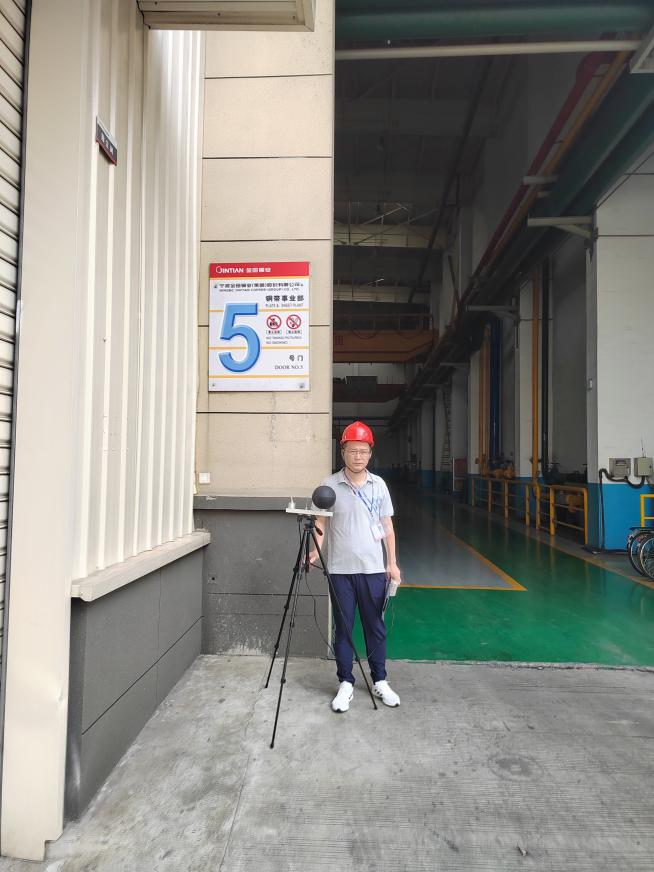 JINTIAN 金田铜业
宁波金田铜业(集团)股份有限公司
NINGBO JINTIAN COPPER(GROUP) CO., LTD.
铜带事业部
PLATE & SHEET PLANT
5
NO TAKING PICTURES
NO SMOKING
号门
DOOR NO.5